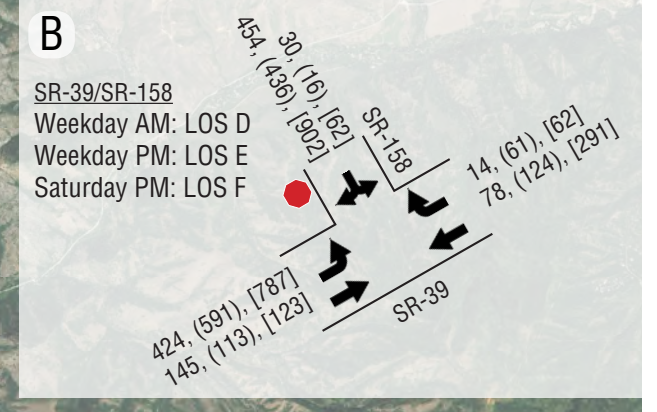 B
SR-39/SR-158
Weekday AM: LOS D
Weekday PM: LOS E
Saturday PM: LOS F
30, (16), [62]
454, (436), [902]
SR-158
14, (61), [62]
78, (124), [291]
424, (591), [787]
145, (113), [123]
SR-39